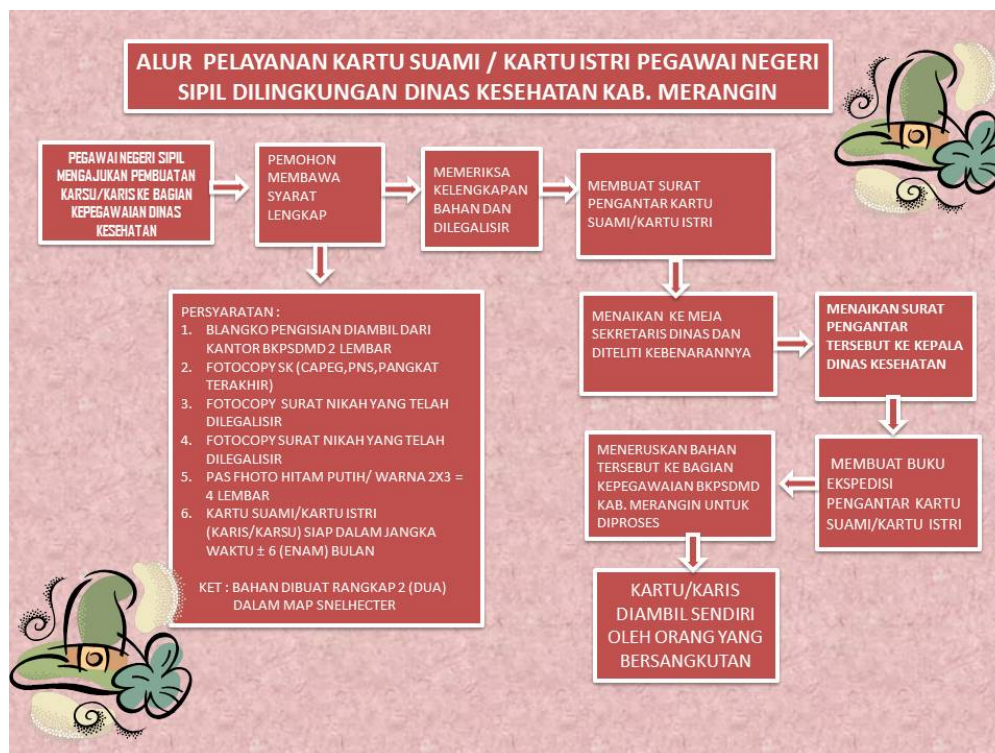 ALUR PELAYANAN KARTU SUAMI / KARTU ISTRI PEGAWAI NEGERI
SIPIL DILINGKUNGAN DINAS KESEHATAN KAB. MERANGIN
PEGAWAI NEGERI SIPIL
MENGAJUKAN PEMBUATAN
KARSU/KARIS KE BAGIAN
KEPEGAWAIAN DINAS
KESEHATAN
PEMOHON
MEMBAWA
SYARAT
LENGKAP
MEMERIKSA
KELENGKAPAN
BAHAN DAN
DILEGALISIR
MEMBUAT SURAT
PENGANTAR KARTU
SUAMI/KARTU ISTRI
PERSYARATAN :
1. BLANGKO PENGISIAN DIAMBIL DARI
KANTOR BKPSDMD 2 LEMBAR
2. FOTOCOPY SK (CAPEG,PNS,PANGKAT
TERAKHIR)
3. FOTOCOPY SURAT NIKAH YANG TELAH
DILEGALISIR
4. FOTOCOPY SURAT NIKAH YANG TELAH
DILEGALISIR
5. PAS FHOTO HITAM PUTIH/ WARNA 2X3 =
4 LEMBAR
6. KARTU SUAMI/KARTU ISTRI
(KARIS/KARSU) SIAP DALAM JANGKA
WAKTU ± 6 (ENAM) BULAN
KET : BAHAN DIBUAT RANGKAP 2 (DUA)
DALAM MAP SNELHECTER
MENAIKAN KE MEJA
SEKRETARIS DINAS DAN
DITELITI KEBENARANNYA
MENAIKAN SURAT
PENGANTAR
TERSEBUT KE KEPALA
DINAS KESEHATAN
MEMBUAT BUKU
EKSPEDISI
PENGANTAR KARTU
SUAMI/KARTU ISTRI
MENERUSKAN BAHAN
TERSEBUT KE BAGIAN
KEPEGAWAIAN BKPSDMD
KAB. MERANGIN UNTUK
DIPROSES
KARTU/KARIS
DIAMBIL SENDIRI
OLEH ORANG YANG
BERSANGKUTAN